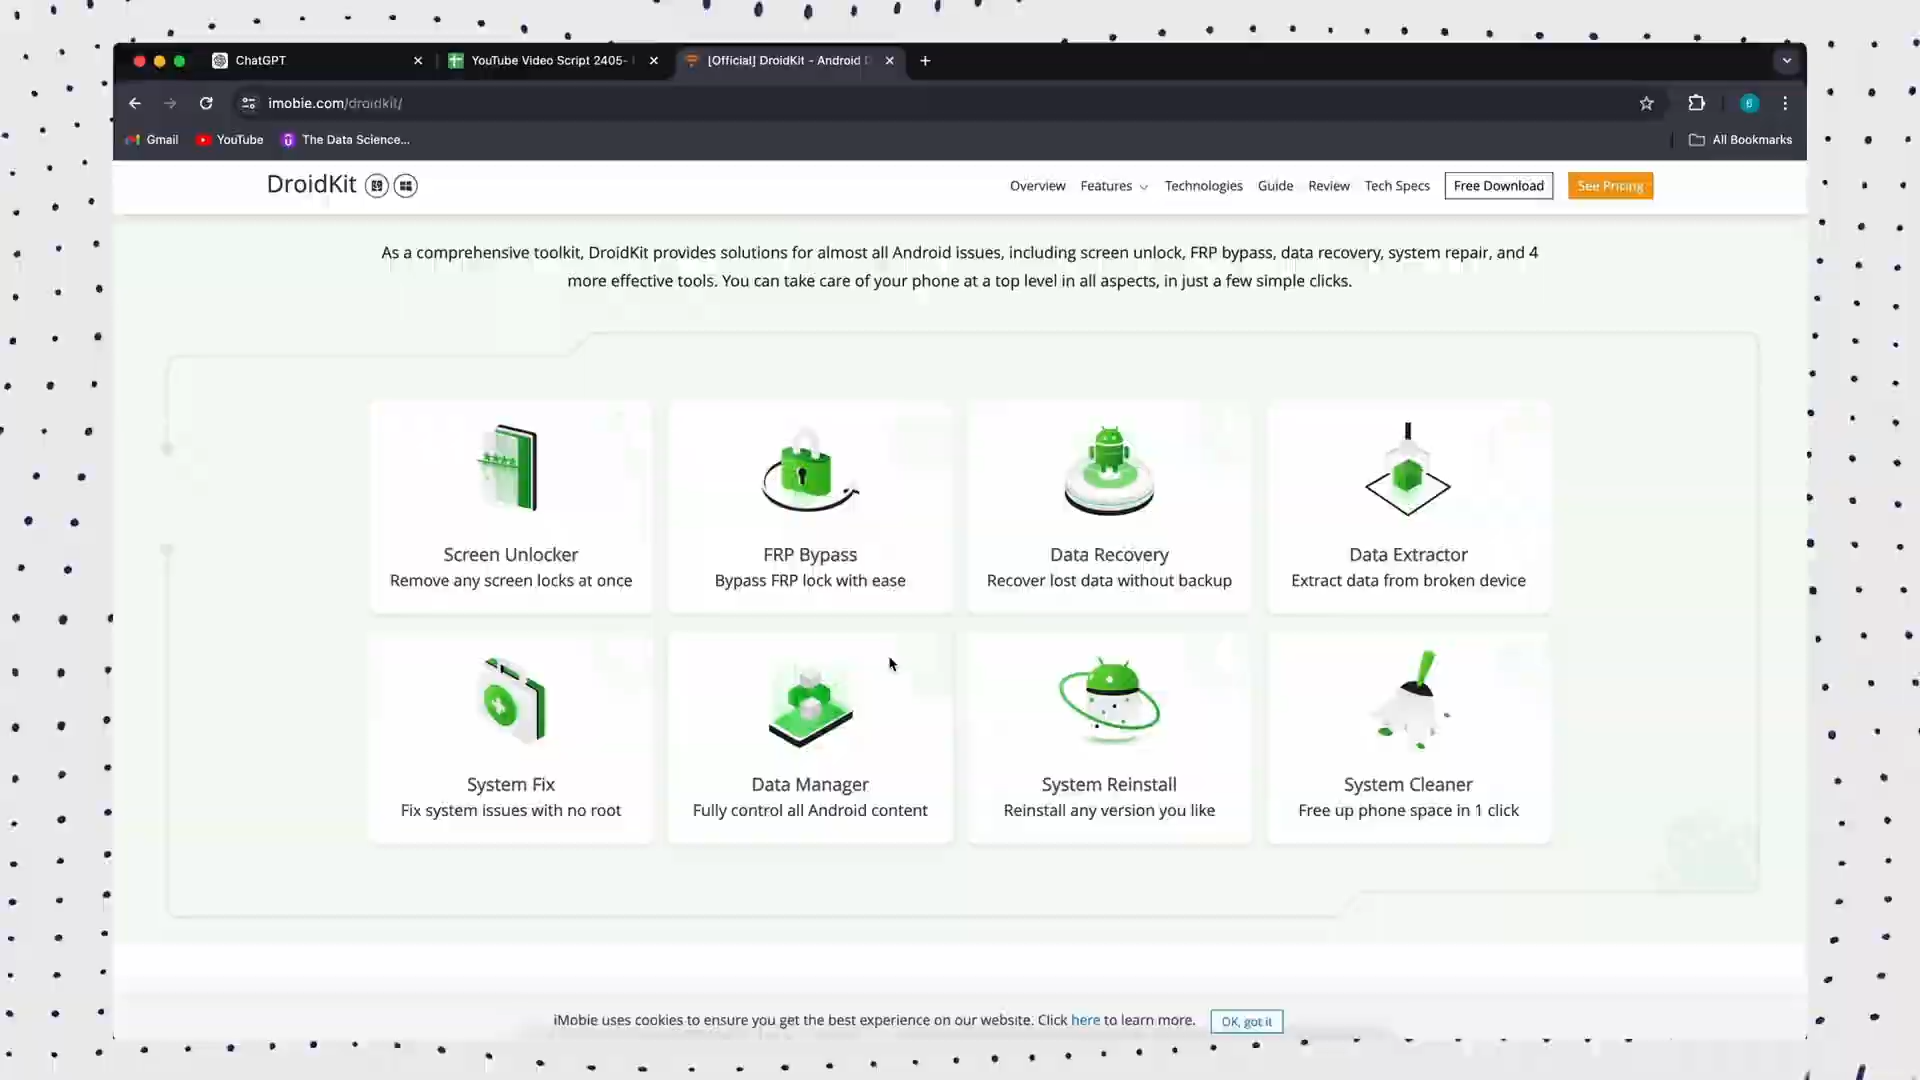 ChatGPT
YouTube Video Script 2405-
[Official] DroidKit - Android D
imobie.com/droidkit/
6
Gmail
YouTube
The Data Science...
All Bookmarks
DroidKit
Overview
Features
Technologies
Guide
Review
Tech Specs
Free Download
See Pricing
As a comprehensive toolkit, DroidKit provides solutions for almost all Android issues, including screen unlock, FRP bypass, data recovery, system repair, and 4
more effective tools. You can take care of your phone at a top level in all aspects, in just a few simple clicks.
Screen Unlocker
Remove any screen locks at once
FRP Bypass
Bypass FRP lock with ease
Data Recovery
Recover lost data without backup
Data Extractor
Extract data from broken device
System Fix
Fix system issues with no root
Data Manager
Fully control all Android content
System Reinstall
Reinstall any version you like
System Cleaner
Free up phone space in 1 click
iMobie uses cookies to ensure you get the best experience on our website. Click here to learn more.
OK, got it